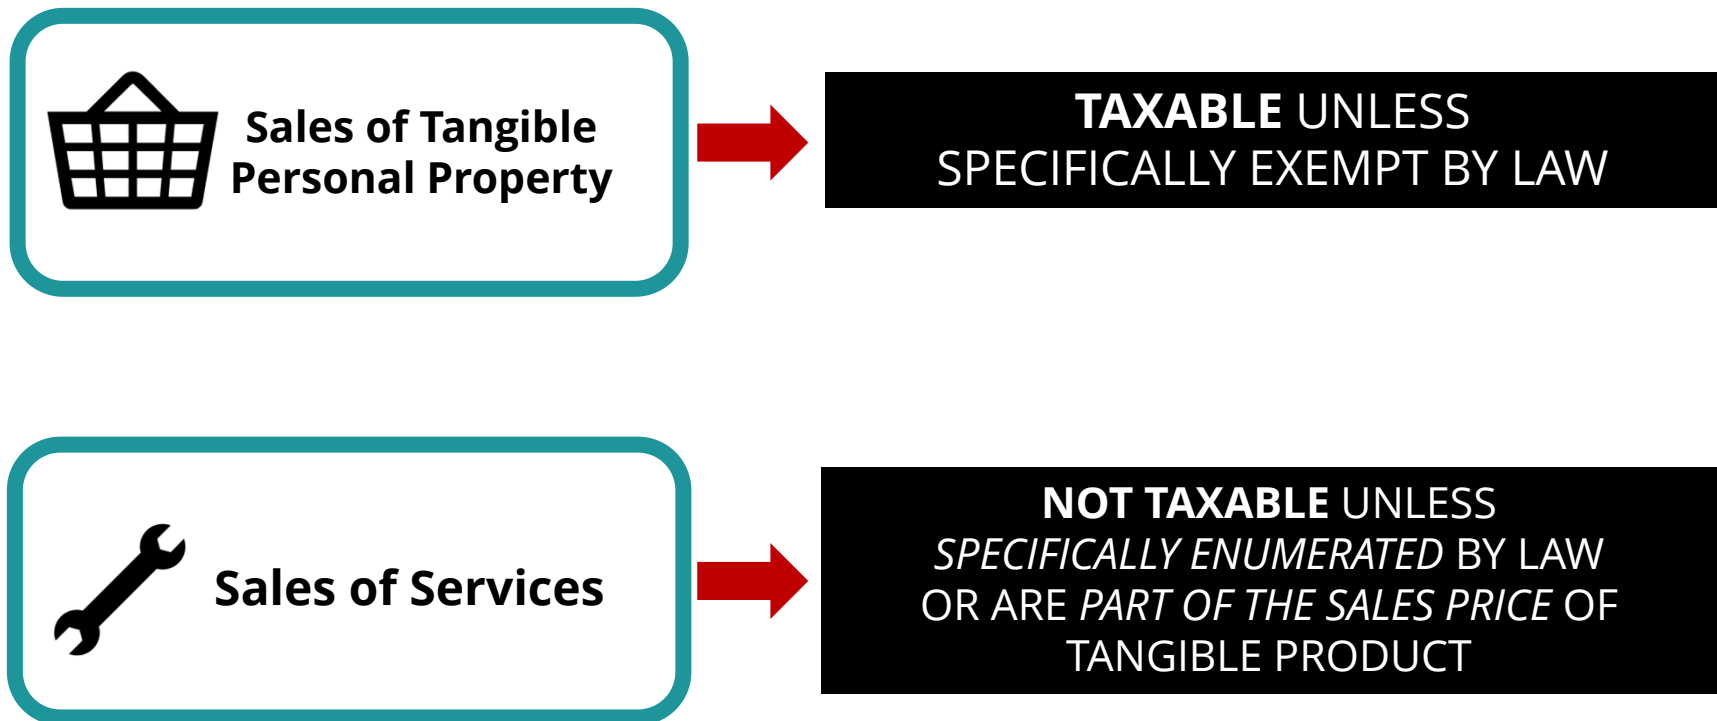 Sales of Tangible
Personal Property
TAXABLE UNLESS
SPECIFICALLY EXEMPT BY LAW
Sales of Services
NOT TAXABLE UNLESS
SPECIFICALLY ENUMERATED BY LAW
OR ARE PART OF THE SALES PRICE OF
TANGIBLE PRODUCT